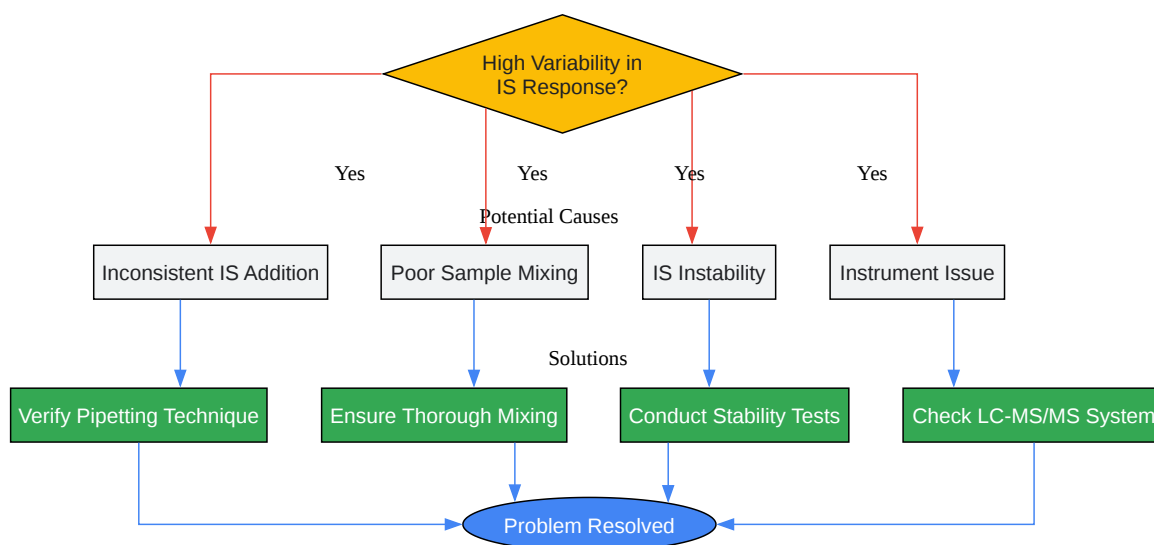 High Variability in
IS Response?
Yes
Yes
Yes
Yes
Potential Causes
Inconsistent IS Addition
Poor Sample Mixing
IS Instability
Instrument Issue
Solutions
Verify Pipetting Technique
Ensure Thorough Mixing
Conduct Stability Tests
Check LC-MS/MS System
Problem Resolved